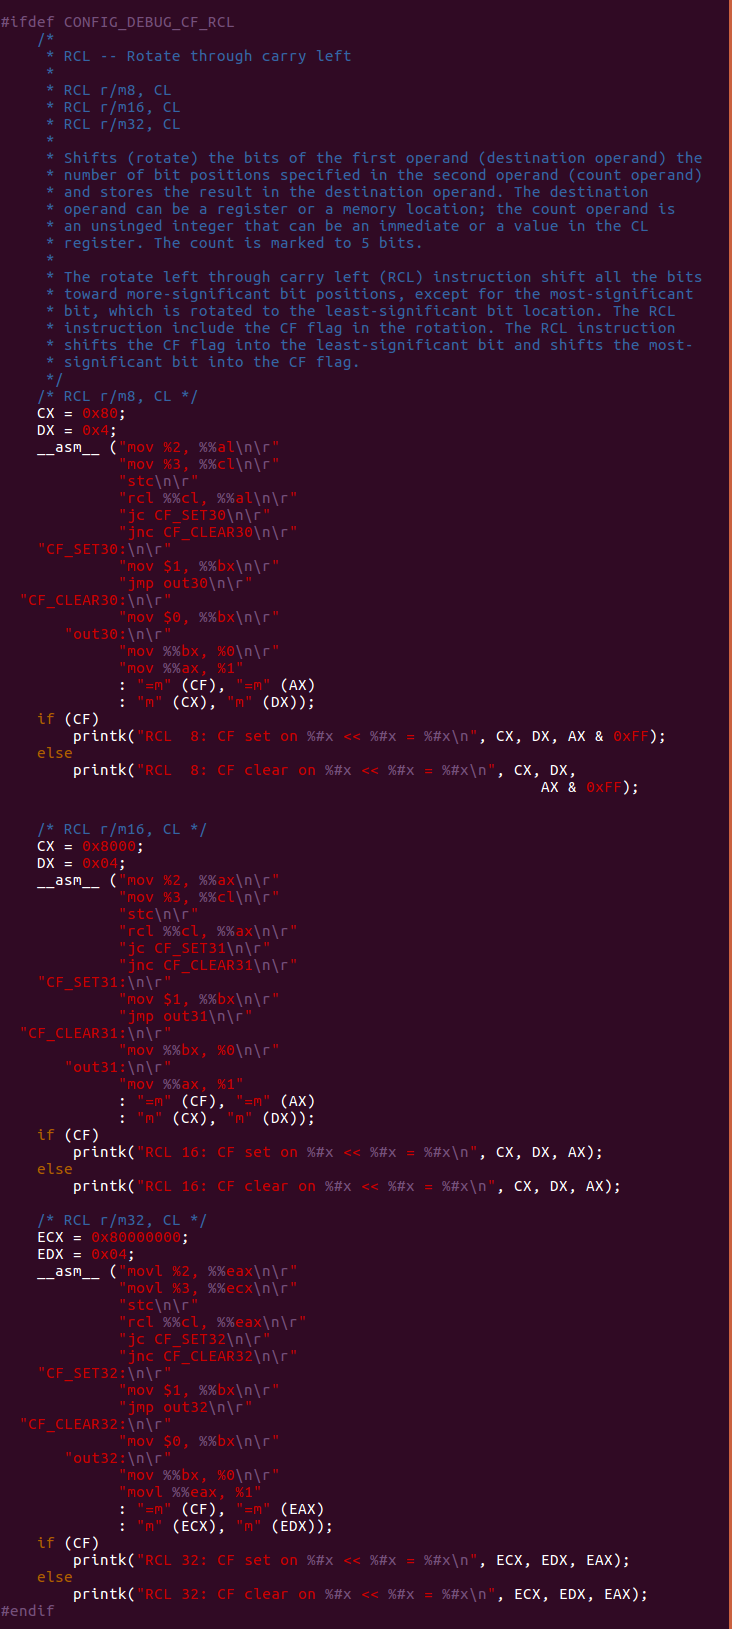 #ifdef CONFIG_DEBUG_CF_RCL
    /*
     * RCL -- Rotate through carry left
     *
     * RCL r/m8, CL
     * RCL r/m16, CL
     * RCL r/m32, CL
     *
     * Shifts (rotate) the bits of the first operand (destination operand) the
     * number of bit positions specified in the second operand (count operand)
     * and stores the result in the destination operand. The destination
     * operand can be a register or a memory location; the count operand is
     * an unsinged integer that can be an immediate or a value in the CL
     * register. The count is marked to 5 bits.
     *
     * The rotate left through carry left (RCL) instruction shift all the bits
     * toward more-significant bit positions, except for the most-significant
     * bit, which is rotated to the least-significant bit location. The RCL
     * instruction include the CF flag in the rotation. The RCL instruction
     * shifts the CF flag into the least-significant bit and shifts the most-
     * significant bit into the CF flag.
     */
    /* RCL r/m8, CL */
    CX = 0x80;
    DX = 0x4;
    __asm__ ("mov %2, %%al\n\r"
             "mov %3, %%cl\n\r"
             "stc\n\r"
             "rcl %%cl, %%al\n\r"
             "jc CF_SET30\n\r"
             "jnc CF_CLEAR30\n\r"
    "CF_SET30:\n\r"
             "mov $1, %%bx\n\r"
             "jmp out30\n\r"
  "CF_CLEAR30:\n\r"
             "mov $0, %%bx\n\r"
       "out30:\n\r"
             "mov %%bx, %0\n\r"
             "mov %%ax, %1"
             : "=m" (CF), "=m" (AX)
             : "m" (CX), "m" (DX));
    if (CF)
        printk("RCL  8: CF set on %#x << %#x = %#x\n", CX, DX, AX & 0xFF);
    else
        printk("RCL  8: CF clear on %#x << %#x = %#x\n", CX, DX,
                                                            AX & 0xFF);
    /* RCL r/m16, CL */
    CX = 0x8000;
    DX = 0x04;
    __asm__ ("mov %2, %%ax\n\r"
             "mov %3, %%cl\n\r"
             "stc\n\r"
             "rcl %%cl, %%ax\n\r"
             "jc CF_SET31\n\r"
             "jnc CF_CLEAR31\n\r"
    "CF_SET31:\n\r"
             "mov $1, %%bx\n\r"
             "jmp out31\n\r"
  "CF_CLEAR31:\n\r"
             "mov %%bx, %0\n\r"
       "out31:\n\r"
             "mov %%ax, %1"
             : "=m" (CF), "=m" (AX)
             : "m" (CX), "m" (DX));
    if (CF)
        printk("RCL 16: CF set on %#x << %#x = %#x\n", CX, DX, AX);
    else
        printk("RCL 16: CF clear on %#x << %#x = %#x\n", CX, DX, AX);
    /* RCL r/m32, CL */
    ECX = 0x80000000;
    EDX = 0x04;
    __asm__ ("movl %2, %%eax\n\r"
             "movl %3, %%ecx\n\r"
             "stc\n\r"
             "rcl %%cl, %%eax\n\r"
             "jc CF_SET32\n\r"
             "jnc CF_CLEAR32\n\r"
    "CF_SET32:\n\r"
             "mov $1, %%bx\n\r"
             "jmp out32\n\r"
  "CF_CLEAR32:\n\r"
             "mov $0, %%bx\n\r"
       "out32:\n\r"
             "mov %%bx, %0\n\r"
             "movl %%eax, %1"
             : "=m" (CF), "=m" (EAX)
             : "m" (ECX), "m" (EDX));
    if (CF)
        printk("RCL 32: CF set on %#x << %#x = %#x\n", ECX, EDX, EAX);
    else
        printk("RCL 32: CF clear on %#x << %#x = %#x\n", ECX, EDX, EAX);
#endif